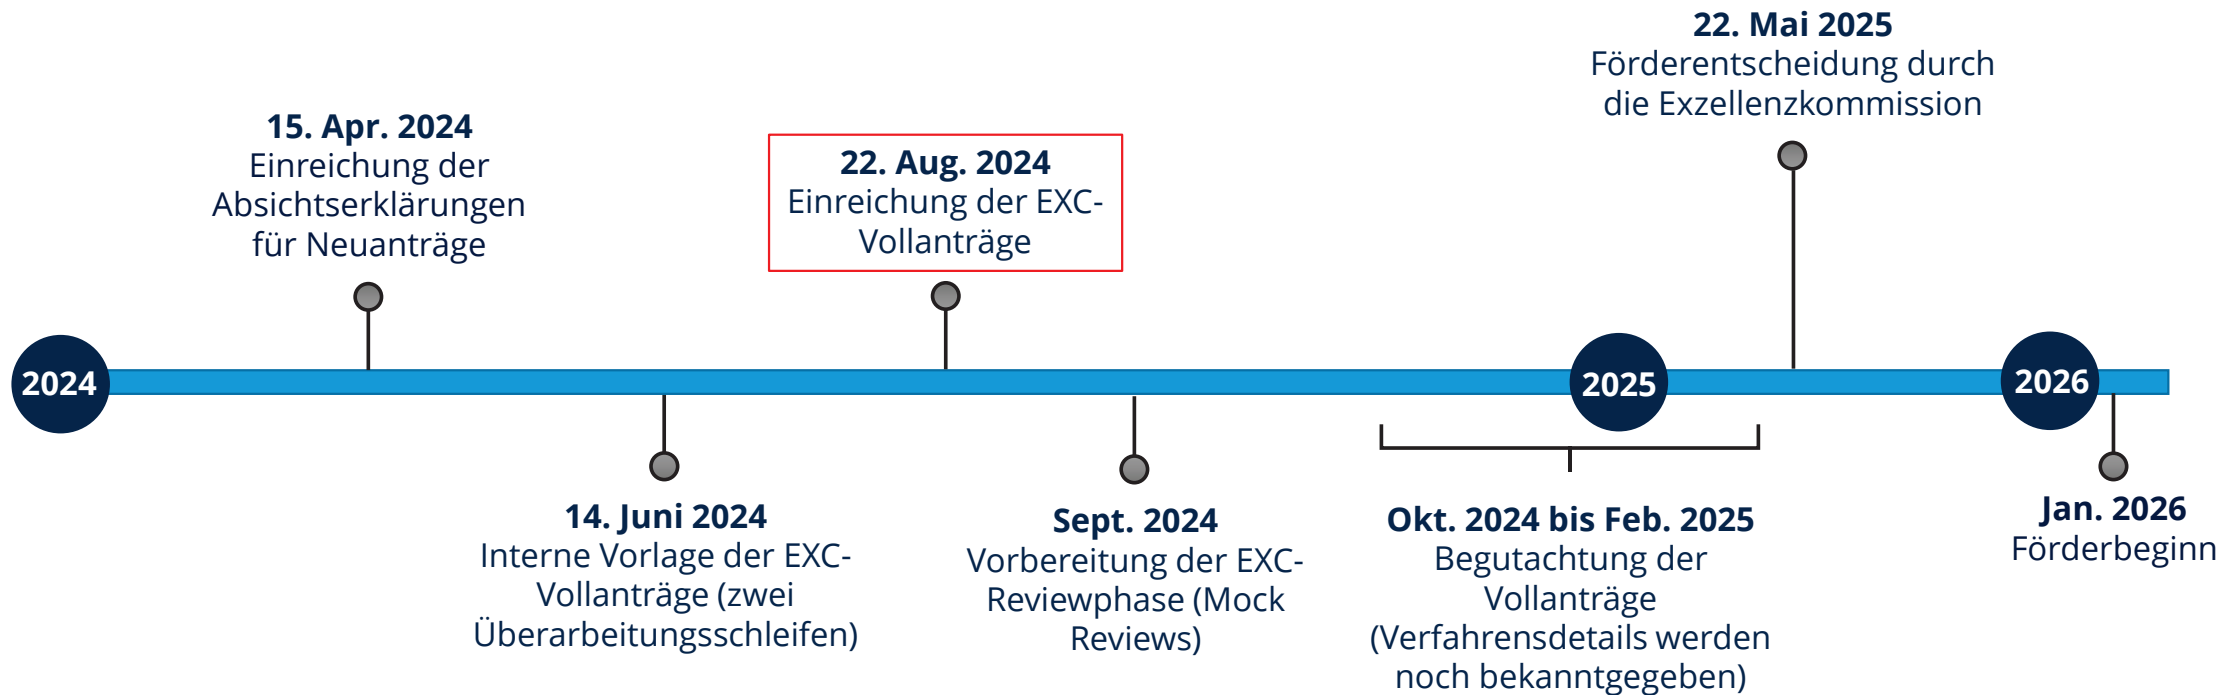 22. Mai 2025
Förderentscheidung durch
die Exzellenzkommission
15. Apr. 2024
Einreichung der
Absichtserklärungen
für Neuanträge
22. Aug. 2024
Einreichung der EXC-
Vollanträge
2024
2025
2026
14. Juni 2024
Interne Vorlage der EXC-
Vollanträge (zwei
Überarbeitungsschleifen)
Sept. 2024
Vorbereitung der EXC-
Reviewphase (Mock
Reviews)
Okt. 2024 bis Feb. 2025
Begutachtung der
Vollanträge
(Verfahrensdetails werden
noch bekanntgegeben)
Jan. 2026
Förderbeginn